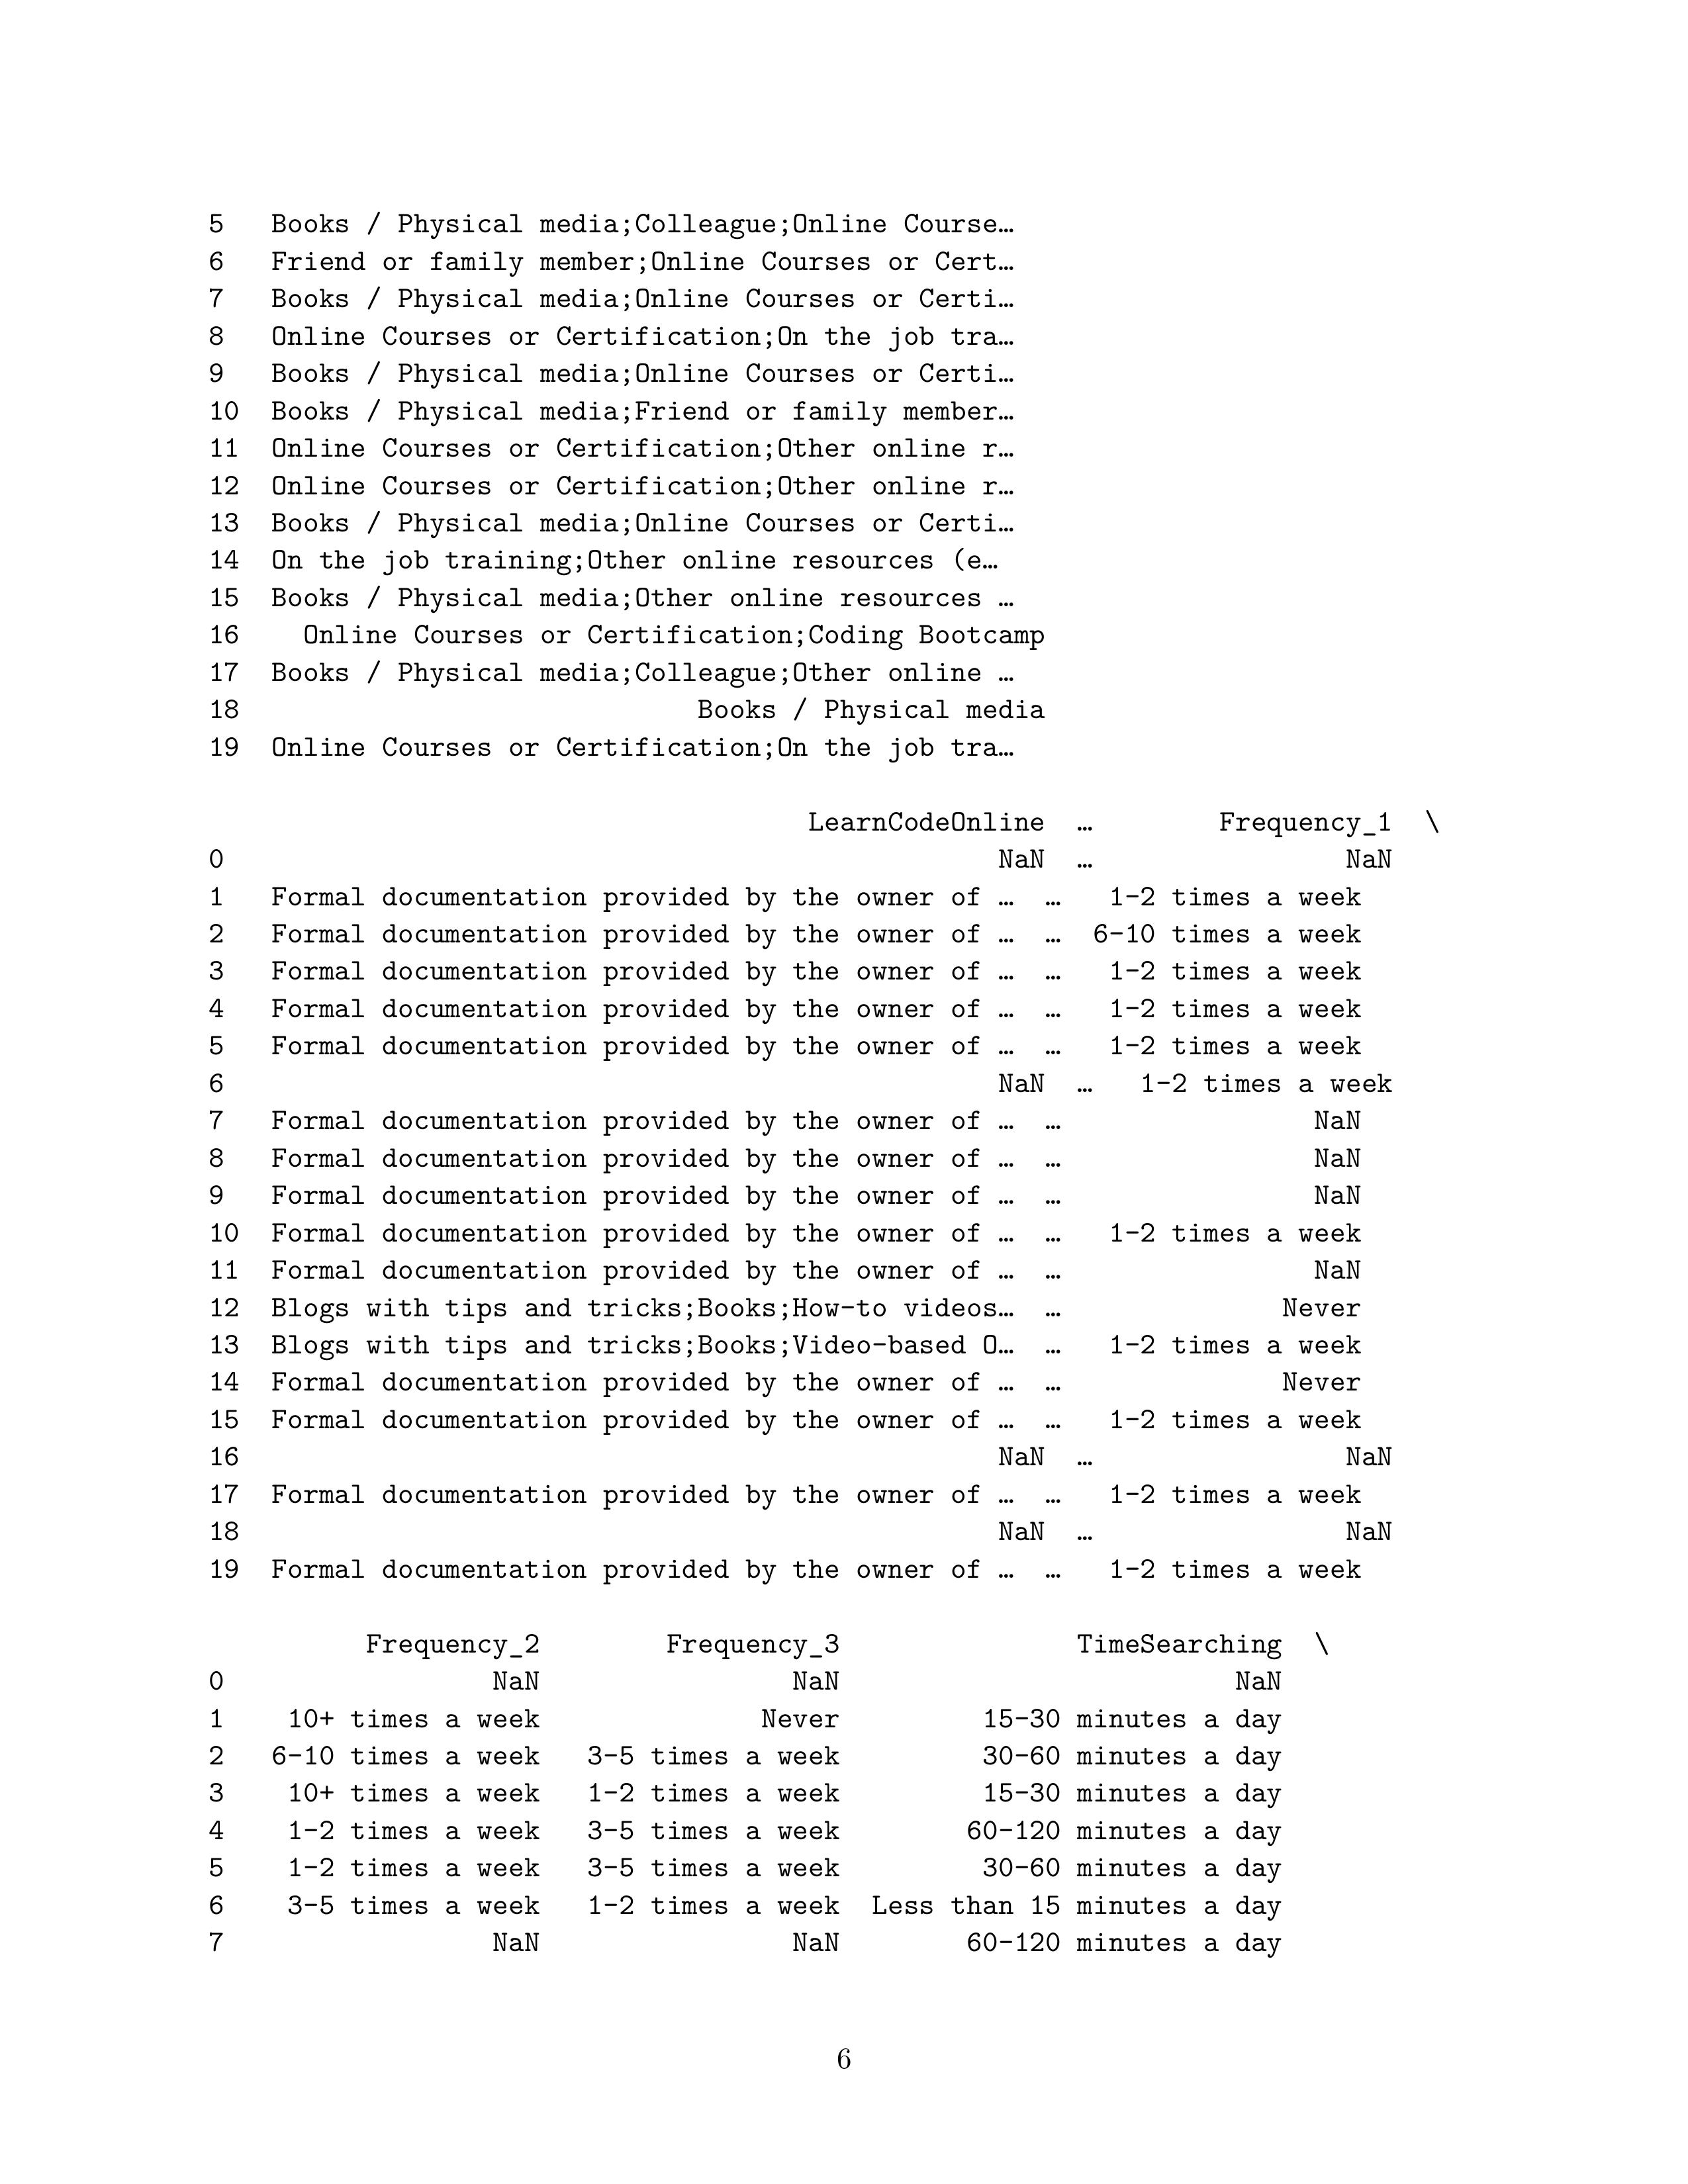 5   Books / Physical media;Colleague;Online Course…
6   Friend or family member;Online Courses or Cert…
7   Books / Physical media;Online Courses or Certi…
8   Online Courses or Certification;On the job tra…
9   Books / Physical media;Online Courses or Certi…
10  Books / Physical media;Friend or family member…
11  Online Courses or Certification;Other online r…
12  Online Courses or Certification;Other online r…
13  Books / Physical media;Online Courses or Certi…
14  On the job training;Other online resources (e…
15  Books / Physical media;Other online resources …
16    Online Courses or Certification;Coding Bootcamp
17  Books / Physical media;Colleague;Other online …
18                             Books / Physical media
19  Online Courses or Certification;On the job tra…

                                      LearnCodeOnline  …        Frequency_1  \
0                                                 NaN  …                NaN
1   Formal documentation provided by the owner of …  …   1-2 times a week
2   Formal documentation provided by the owner of …  …  6-10 times a week
3   Formal documentation provided by the owner of …  …   1-2 times a week
4   Formal documentation provided by the owner of …  …   1-2 times a week
5   Formal documentation provided by the owner of …  …   1-2 times a week
6                                                 NaN  …   1-2 times a week
7   Formal documentation provided by the owner of …  …                NaN
8   Formal documentation provided by the owner of …  …                NaN
9   Formal documentation provided by the owner of …  …                NaN
10  Formal documentation provided by the owner of …  …   1-2 times a week
11  Formal documentation provided by the owner of …  …                NaN
12  Blogs with tips and tricks;Books;How-to videos…  …              Never
13  Blogs with tips and tricks;Books;Video-based O…  …   1-2 times a week
14  Formal documentation provided by the owner of …  …              Never
15  Formal documentation provided by the owner of …  …   1-2 times a week
16                                                NaN  …                NaN
17  Formal documentation provided by the owner of …  …   1-2 times a week
18                                                NaN  …                NaN
19  Formal documentation provided by the owner of …  …   1-2 times a week

          Frequency_2        Frequency_3               TimeSearching  \
0                 NaN                NaN                         NaN
1    10+ times a week              Never         15-30 minutes a day
2   6-10 times a week   3-5 times a week         30-60 minutes a day
3    10+ times a week   1-2 times a week         15-30 minutes a day
4    1-2 times a week   3-5 times a week        60-120 minutes a day
5    1-2 times a week   3-5 times a week         30-60 minutes a day
6    3-5 times a week   1-2 times a week  Less than 15 minutes a day
7                 NaN                NaN        60-120 minutes a day

6